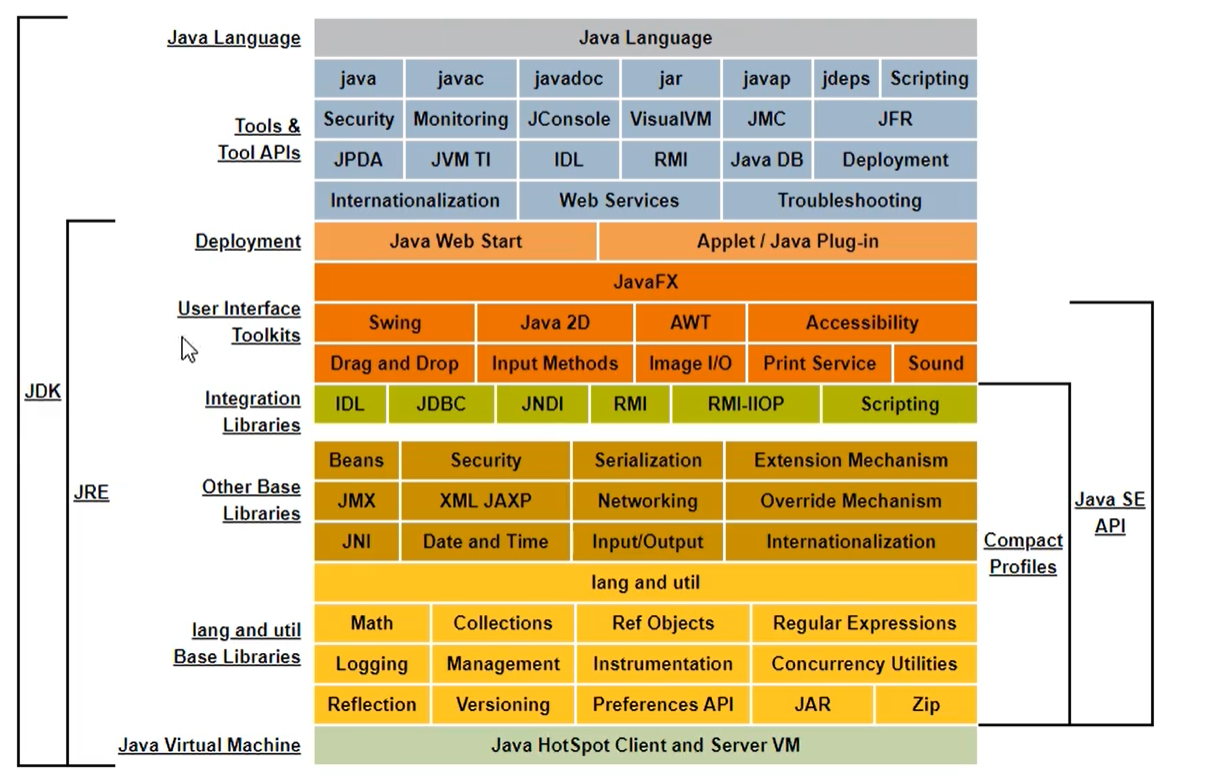 Java Language Java Language
java javac javadoc jar javap jdeps Scripting
Tools & Security Monitoring JConsole VisualVM JMC JFR
Tool APIs JPDA JVM TI IDL RMI Java DB Deployment
Internationalization Web Services Troubleshooting
Deployment Java Web Start Applet / Java Plug-in
JavaFX
User Interface Swing Java 2D AWT Accessibility
Toolkits
Drag and Drop Input Methods Image I/O Print Service Sound
JDK
Integration IDL JDBC JNDI RMI RMI-IIOP Scripting
Libraries
Beans Security Serialization Extension Mechanism
JRE
Other Base JMX XML JAXP Networking Override Mechanism Java SE
Libraries API
JNI Date and Time Input/Output Internationalization Compact
Profiles
lang and util
lang and util Math Collections Ref Objects Regular Expressions
Base Libraries Logging Management Instrumentation Concurrency Utilities
Reflection Versioning Preferences API JAR Zip
Java Virtual Machine Java HotSpot Client and Server VM